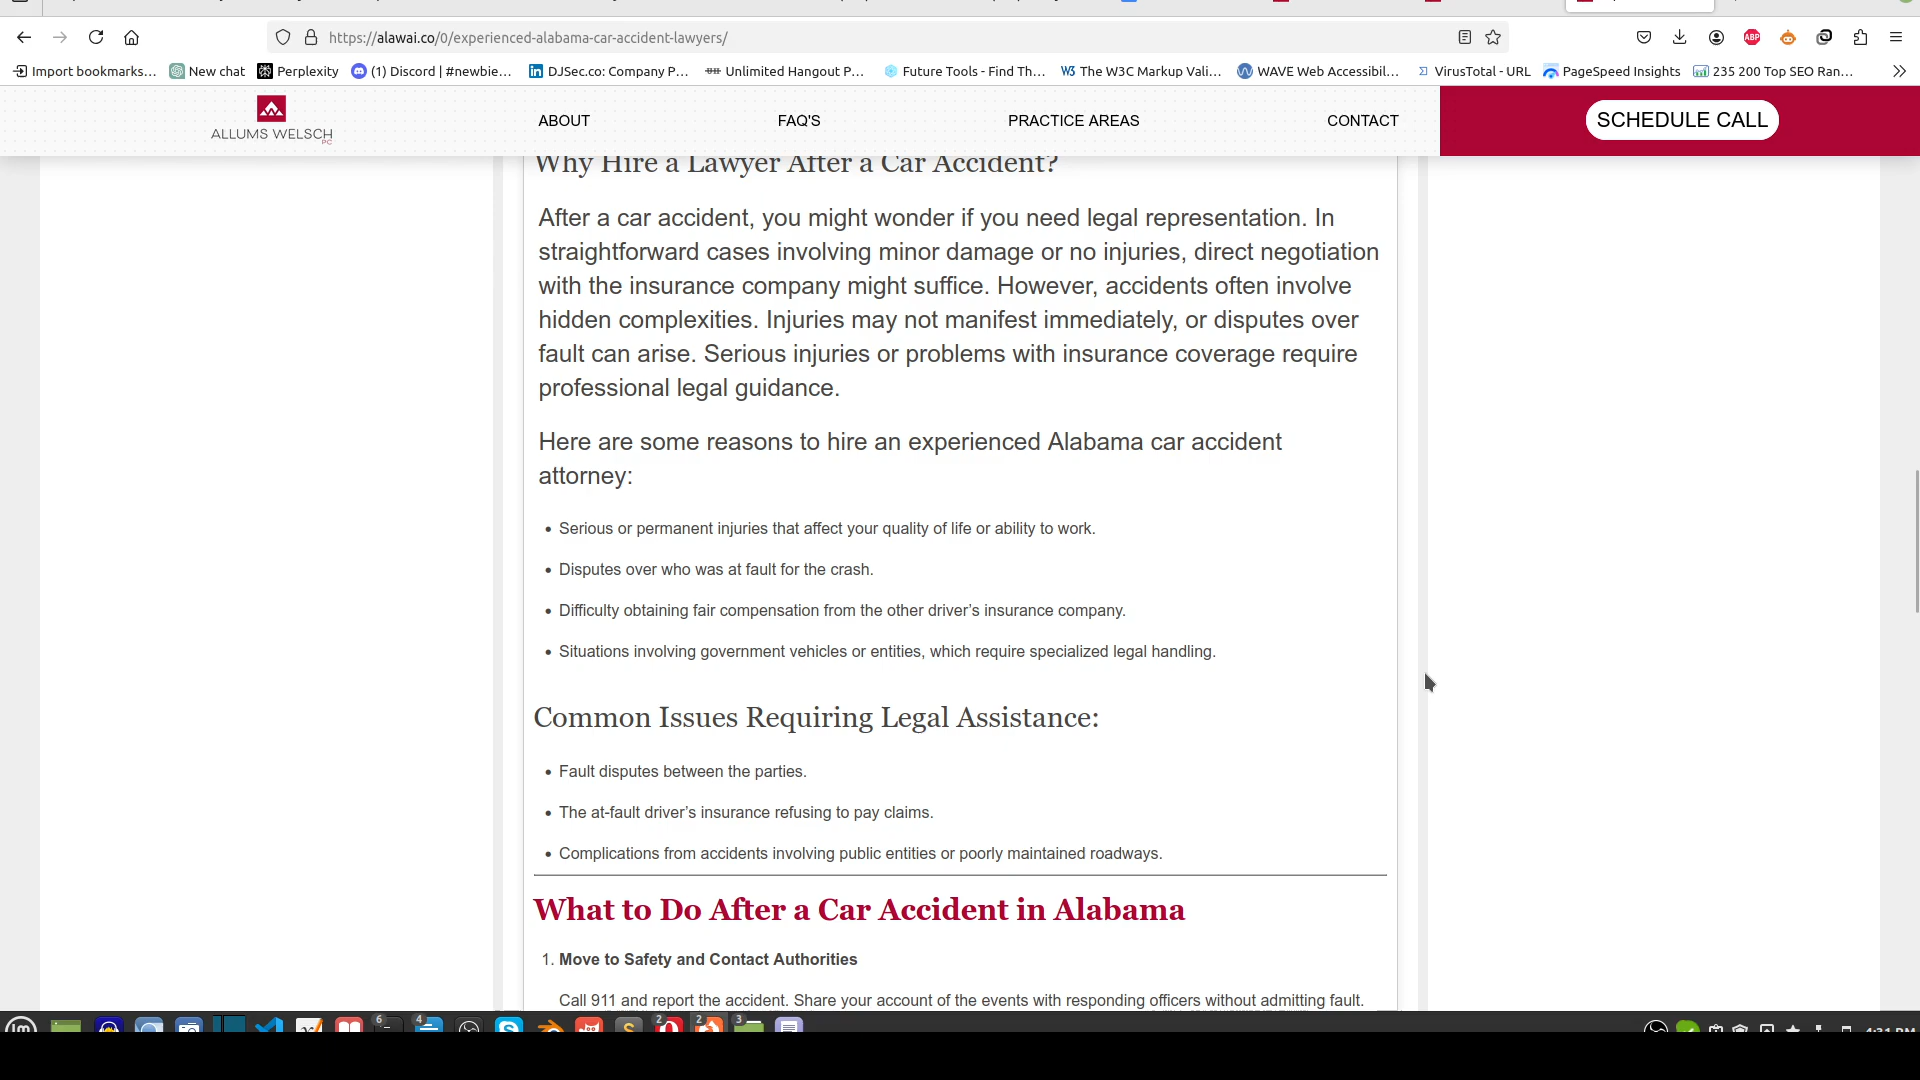 https://alawai.co/0/experienced-alabama-car-accident-lawyers/
Import bookmarks... New chat Perplexity (1) Discord | #newbie... DJSec.co: Company P... Unlimited Hangout P... Future Tools - Find Th... The W3C Markup Vali... WAVE Web Accessibil... VirusTotal - URL PageSpeed Insights 235 200 Top SEO Ran...
ALLUMS WELSCH PC
ABOUT FAQ'S PRACTICE AREAS CONTACT SCHEDULE CALL
Why Hire a Lawyer After a Car Accident?
After a car accident, you might wonder if you need legal representation. In
straightforward cases involving minor damage or no injuries, direct negotiation
with the insurance company might suffice. However, accidents often involve
hidden complexities. Injuries may not manifest immediately, or disputes over
fault can arise. Serious injuries or problems with insurance coverage require
professional legal guidance.
Here are some reasons to hire an experienced Alabama car accident
attorney:
• Serious or permanent injuries that affect your quality of life or ability to work.
• Disputes over who was at fault for the crash.
• Difficulty obtaining fair compensation from the other driver’s insurance company.
• Situations involving government vehicles or entities, which require specialized legal handling.
Common Issues Requiring Legal Assistance:
• Fault disputes between the parties.
• The at-fault driver’s insurance refusing to pay claims.
• Complications from accidents involving public entities or poorly maintained roadways.
What to Do After a Car Accident in Alabama
1. Move to Safety and Contact Authorities
Call 911 and report the accident. Share your account of the events with responding officers without admitting fault.
6 4 2 2 3
4:31 PM